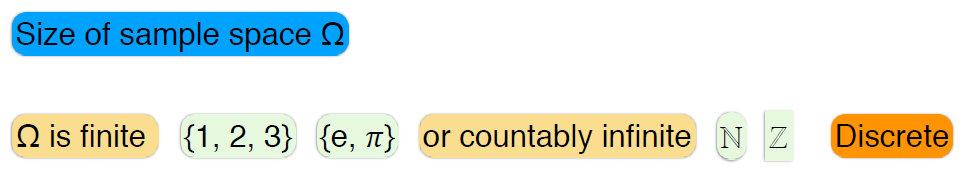 Size of sample space Ω
Ω is finite {1, 2, 3} {e, π} or countably infinite ℕ ℤ Discrete